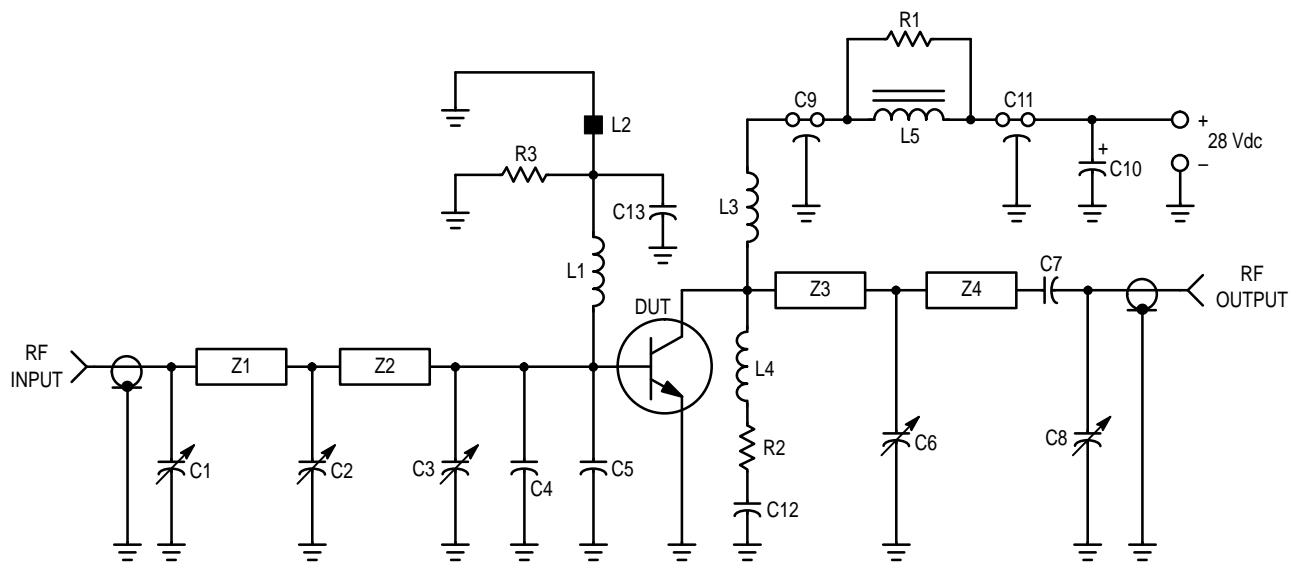 R1
C9
C11
+
L2
L5
28 Vdc
R3
+
–
C10
L3
C13
L1
C7
RF
OUTPUT
Z3
Z4
DUT
RF
INPUT
Z1
Z2
L4
C1
C2
C3
C4
C5
R2
C6
C8
C12